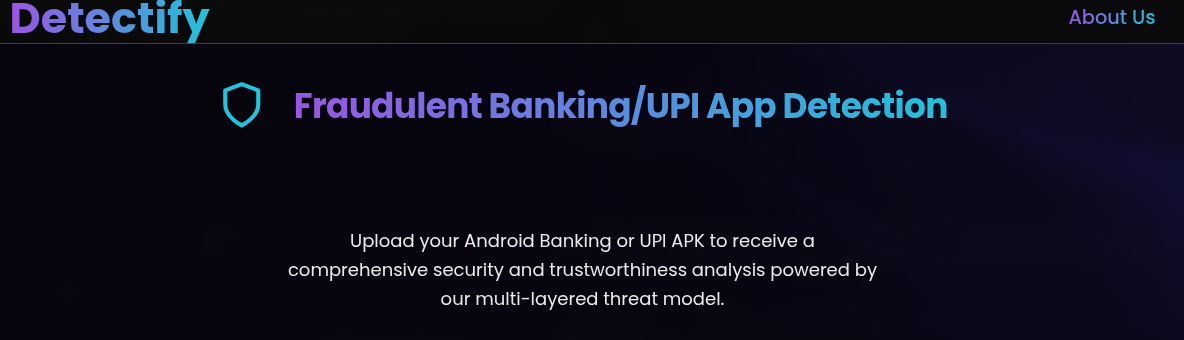 Detectify
About Us
Fraudulent Banking/UPI App Detection
Upload your Android Banking or UPI APK to receive a
comprehensive security and trustworthiness analysis powered by
our multi-layered threat model.